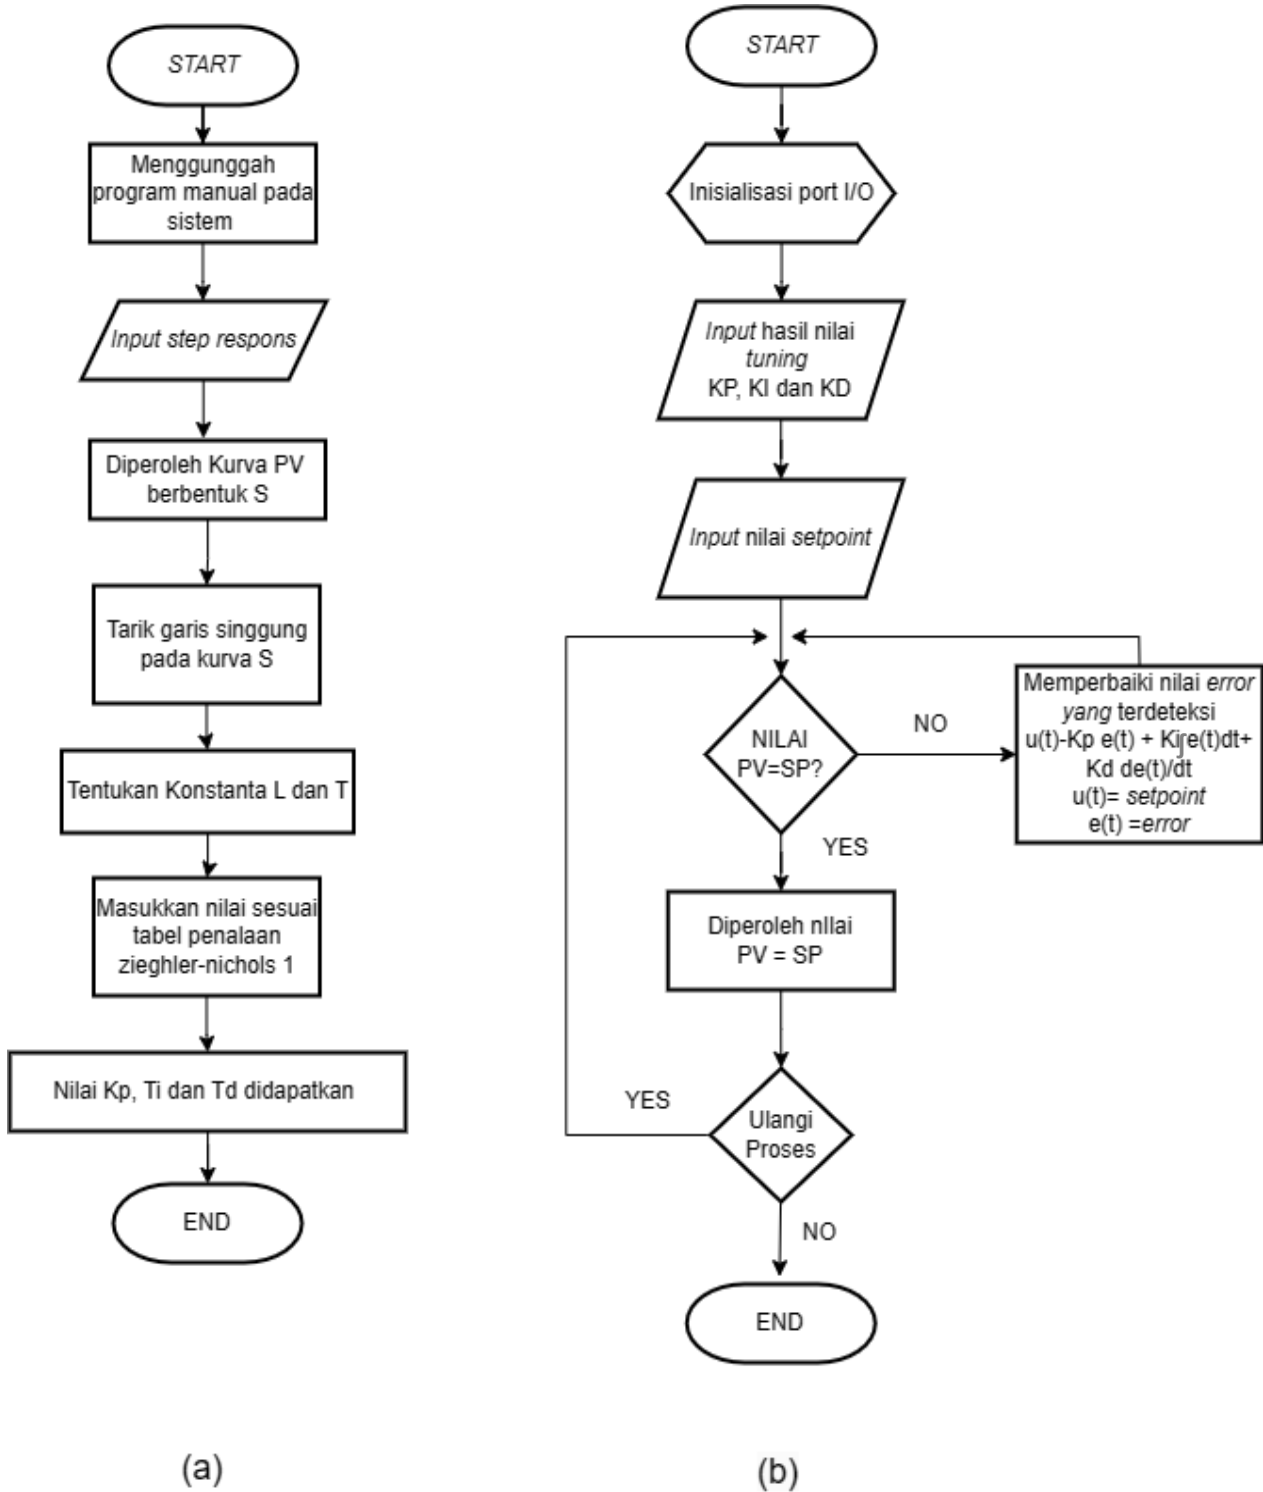 START
Menggunggah
program manual pada
sistem
Input step respons
Diperoleh Kurva PV
berbentuk S
Tarik garis singgung
pada kurva S
Tentukan Konstanta L dan T
Masukkan nilai sesuai
tabel penalaan
zieghler-nichols 1
Nilai Kp, Ti dan Td didapatkan
END
(a)
START
Inisialisasi port I/O
Input hasil nilai
tuning
KP, KI dan KD
Input nilai setpoint
NILAI
PV=SP?
NO
Memperbaiki nilai error
yang terdeteksi
u(t)-Kp e(t) + Ki∫e(t)dt+
Kd de(t)/dt
u(t)= setpoint
e(t) =error
YES
Diperoleh nIlai
PV = SP
Ulangi
Proses
YES
NO
END
(b)